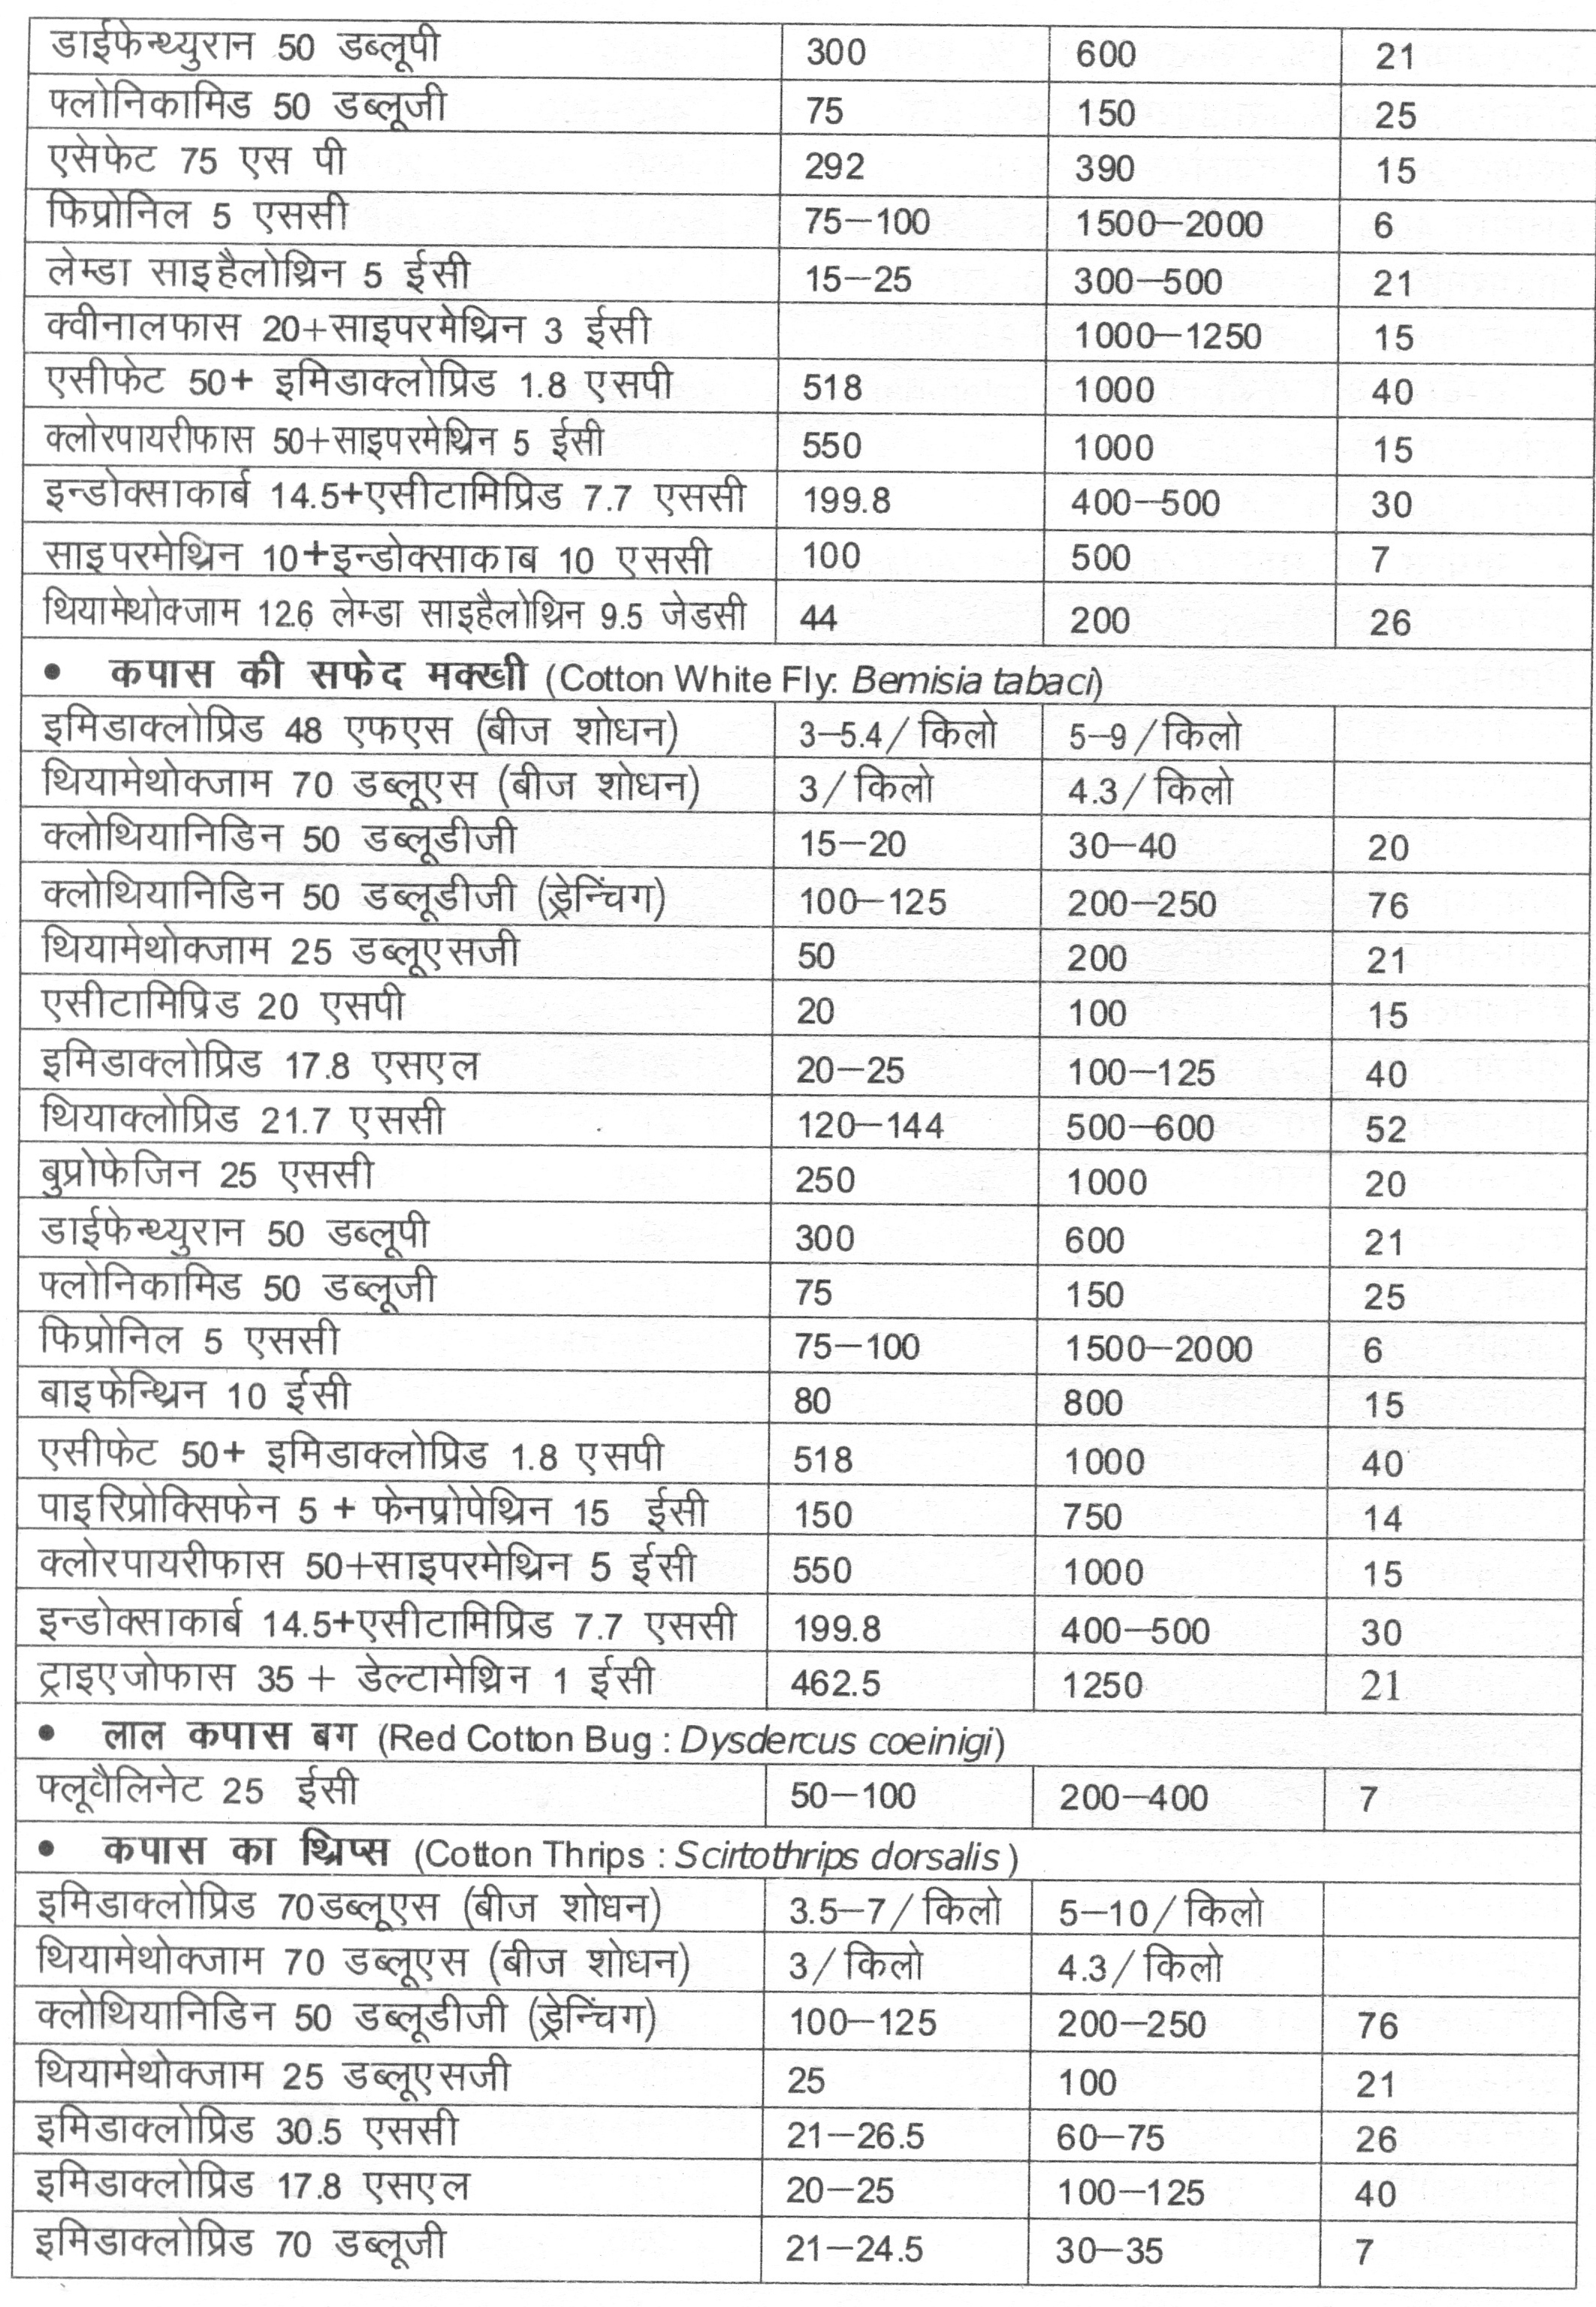 डाईफेन्थ्युरान 50 डब्लूपी 300 600 21
फ्लोनिकामिड 50 डब्लूजी 75 150 25
एसेफेट 75 एस पी 292 390 15
फिप्रोनिल 5 एससी 75–100 1500–2000 6
लेम्डा साइहैलोथ्रिन 5 ईसी 15–25 300–500 21
क्वीनालफास 20+साइपरमेथ्रिन 3 ईसी 1000–1250 15
एसीफेट 50+ इमिडाक्लोप्रिड 1.8 एसपी 518 1000 40
क्लोरपायरीफास 50+साइपरमेथ्रिन 5 ईसी 550 1000 15
इन्डोक्साकार्ब 14.5+एसीटामिप्रिड 7.7 एससी 199.8 400–500 30
साइपरमेथ्रिन 10+इन्डोक्साकाब 10 एससी 100 500 7
थियामेथोक्जाम 12.6 लेम्डा साइहैलोथ्रिन 9.5 जेडसी 44 200 26
• कपास की सफेद मक्खी (Cotton White Fly: Bemisia tabaci)
इमिडाक्लोप्रिड 48 एफएस (बीज शोधन) 3–5.4/किलो 5–9/किलो
थियामेथोक्जाम 70 डब्लूएस (बीज शोधन) 3/किलो 4.3/किलो
क्लोथियानिडिन 50 डब्लूडीजी 15–20 30–40 20
क्लोथियानिडिन 50 डब्लूडीजी (ड्रेन्चिंग) 100–125 200–250 76
थियामेथोक्जाम 25 डब्लूएसजी 50 200 21
एसीटामिप्रिड 20 एसपी 20 100 15
इमिडाक्लोप्रिड 17.8 एसएल 20–25 100–125 40
थियाक्लोप्रिड 21.7 एससी 120–144 500–600 52
बुप्रोफेजिन 25 एससी 250 1000 20
डाईफेन्थ्युरान 50 डब्लूपी 300 600 21
फ्लोनिकामिड 50 डब्लूजी 75 150 25
फिप्रोनिल 5 एससी 75–100 1500–2000 6
बाइफेन्थ्रिन 10 ईसी 80 800 15
एसीफेट 50+ इमिडाक्लोप्रिड 1.8 एसपी 518 1000 40
पाइरिप्रोक्सिफेन 5 + फेनप्रोपेथ्रिन 15 ईसी 150 750 14
क्लोरपायरीफास 50+साइपरमेथ्रिन 5 ईसी 550 1000 15
इन्डोक्साकार्ब 14.5+एसीटामिप्रिड 7.7 एससी 199.8 400–500 30
ट्राइएजोफास 35 + डेल्टामेथ्रिन 1 ईसी 462.5 1250 21
• लाल कपास बग (Red Cotton Bug : Dysdercus coeinigi)
फ्लूवैलिनेट 25 ईसी 50–100 200–400 7
• कपास का थ्रिप्स (Cotton Thrips : Scirtothrips dorsalis )
इमिडाक्लोप्रिड 70डब्लूएस (बीज शोधन) 3.5–7/किलो 5–10/किलो
थियामेथोक्जाम 70 डब्लूएस (बीज शोधन) 3/किलो 4.3/किलो
क्लोथियानिडिन 50 डब्लूडीजी (ड्रेन्चिंग) 100–125 200–250 76
थियामेथोक्जाम 25 डब्लूएसजी 25 100 21
इमिडाक्लोप्रिड 30.5 एससी 21–26.5 60–75 26
इमिडाक्लोप्रिड 17.8 एसएल 20–25 100–125 40
इमिडाक्लोप्रिड 70 डब्लूजी 21–24.5 30–35 7